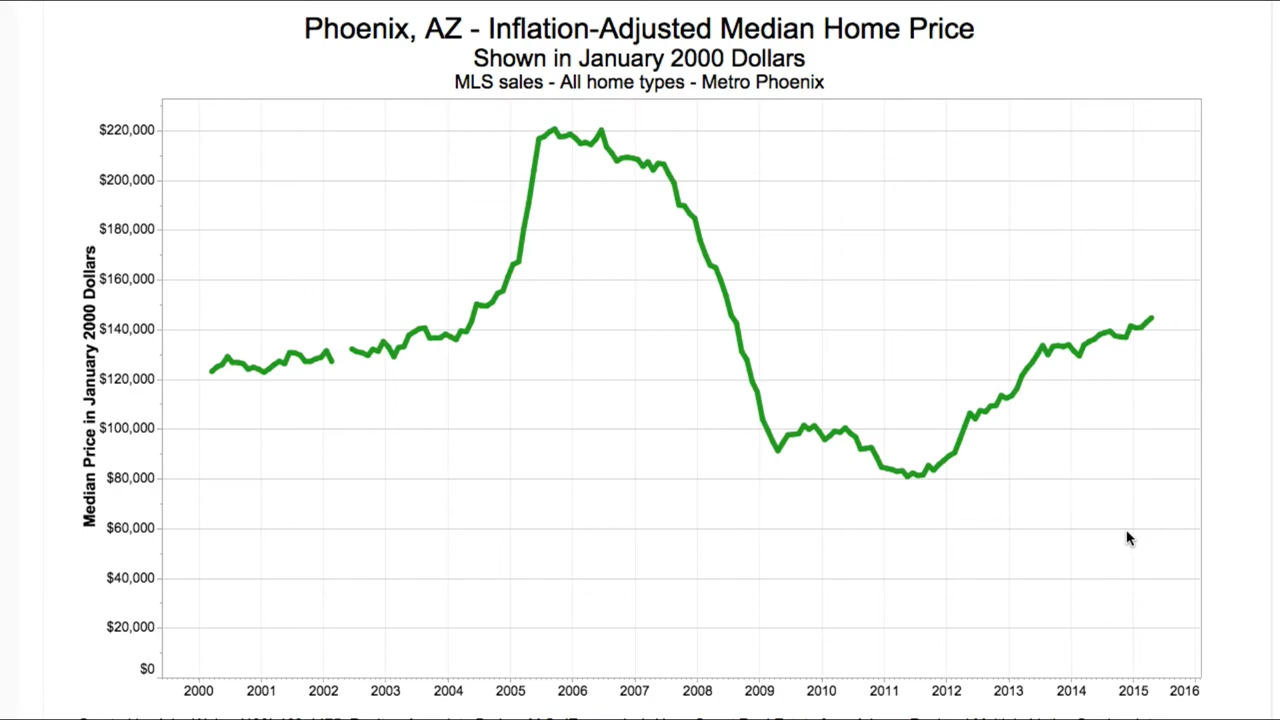 Phoenix, AZ - Inflation-Adjusted Median Home Price
Shown in January 2000 Dollars
MLS sales - All home types - Metro Phoenix
Median Price in January 2000 Dollars
$220,000
$200,000
$180,000
$160,000
$140,000
$120,000
$100,000
$80,000
$60,000
$40,000
$20,000
$0
2000 2001 2002 2003 2004 2005 2006 2007 2008 2009 2010 2011 2012 2013 2014 2015 2016